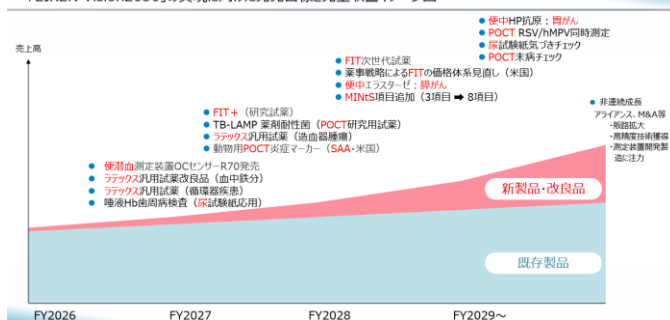 売上高
● 便中HP抗原：胃がん
● POCT RSV/hMPV同時測定
● 尿試験紙気づきチェック
● POCT未病チェック
● FIT次世代試薬
● 薬事戦略によるFITの価格体系見直し（米国）
● 便中エラスターゼ：膵がん
● MINtS項目追加（3項目 ➡ 8項目）
● 非連続成長
アライアンス、M&A等
・販路拡大
・高精度技術獲得
・測定装置開発製造に注力
● FIT+（研究試薬）
● TB-LAMP 薬剤耐性菌（POCT研究用試薬）
● ラテックス汎用試薬（造血器腫瘍）
● 動物用POCT炎症マーカー（SAA・米国）
● 便潜血測定装置OCセンサーR70発売
● ラテックス汎用試薬改良品（血中鉄分）
● ラテックス汎用試薬（循環器疾患）
● 唾液Hb歯周病検査（尿試験紙応用）
新製品・改良品
既存製品
FY2026
FY2027
FY2028
FY2029～